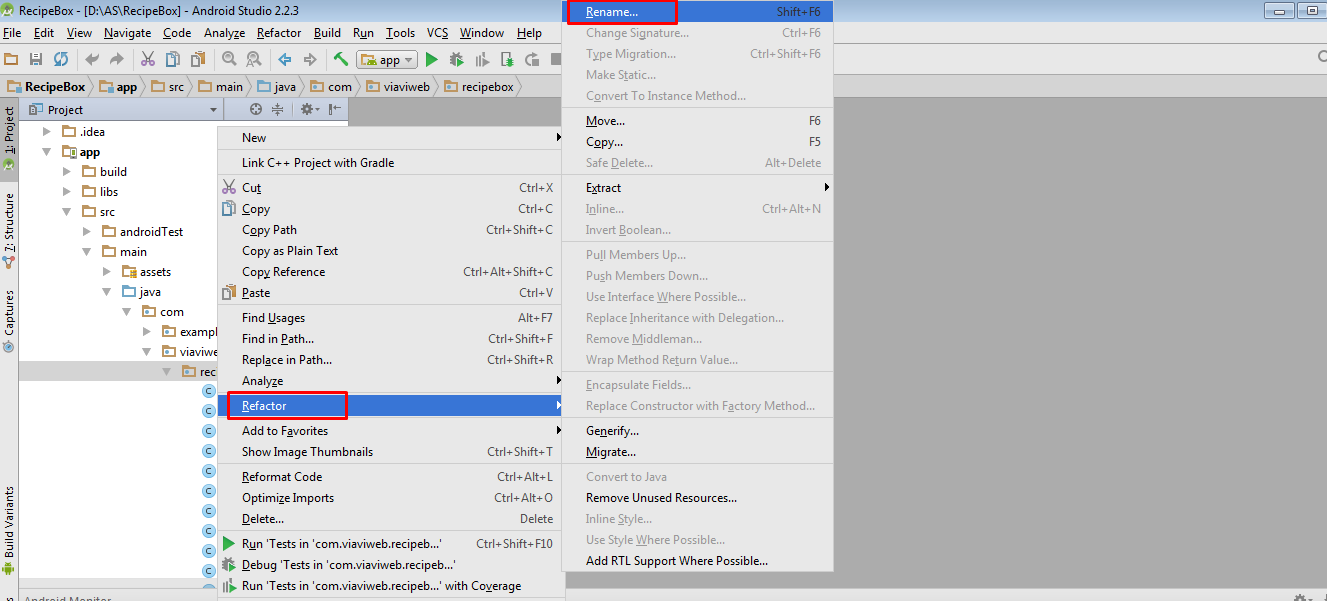 RecipeBox - [D:\AS\RecipeBox] - Android Studio 2.2.3
File Edit View Navigate Code Analyze Refactor Build Run Tools VCS Window Help
app
RecipeBox app src main java com viaviweb recipebox
1: Project
7: Structure
Captures
Build Variants
Project
.idea
app
build
libs
src
androidTest
main
assets
java
com
exampl
viaviwe
rec
C
C
C
C
C
C
C
C
C
C
Android Monitor
New
Link C++ Project with Gradle
Cut Ctrl+X
Copy Ctrl+C
Copy Path Ctrl+Shift+C
Copy as Plain Text
Copy Reference Ctrl+Alt+Shift+C
Paste Ctrl+V
Find Usages Alt+F7
Find in Path... Ctrl+Shift+F
Replace in Path... Ctrl+Shift+R
Analyze
Refactor
Add to Favorites
Show Image Thumbnails Ctrl+Shift+T
Reformat Code Ctrl+Alt+L
Optimize Imports Ctrl+Alt+O
Delete... Delete
Run 'Tests in 'com.viaviweb.recipeb...' Ctrl+Shift+F10
Debug 'Tests in 'com.viaviweb.recipeb...'
Run 'Tests in 'com.viaviweb.recipeb...' with Coverage
Rename... Shift+F6
Change Signature... Ctrl+F6
Type Migration... Ctrl+Shift+F6
Make Static...
Convert To Instance Method...
Move... F6
Copy... F5
Safe Delete... Alt+Delete
Extract
Inline... Ctrl+Alt+N
Invert Boolean...
Pull Members Up...
Push Members Down...
Use Interface Where Possible...
Replace Inheritance with Delegation...
Remove Middleman...
Wrap Method Return Value...
Encapsulate Fields...
Replace Constructor with Factory Method...
Generify...
Migrate...
Convert to Java
Remove Unused Resources...
Inline Style...
Use Style Where Possible...
Add RTL Support Where Possible...